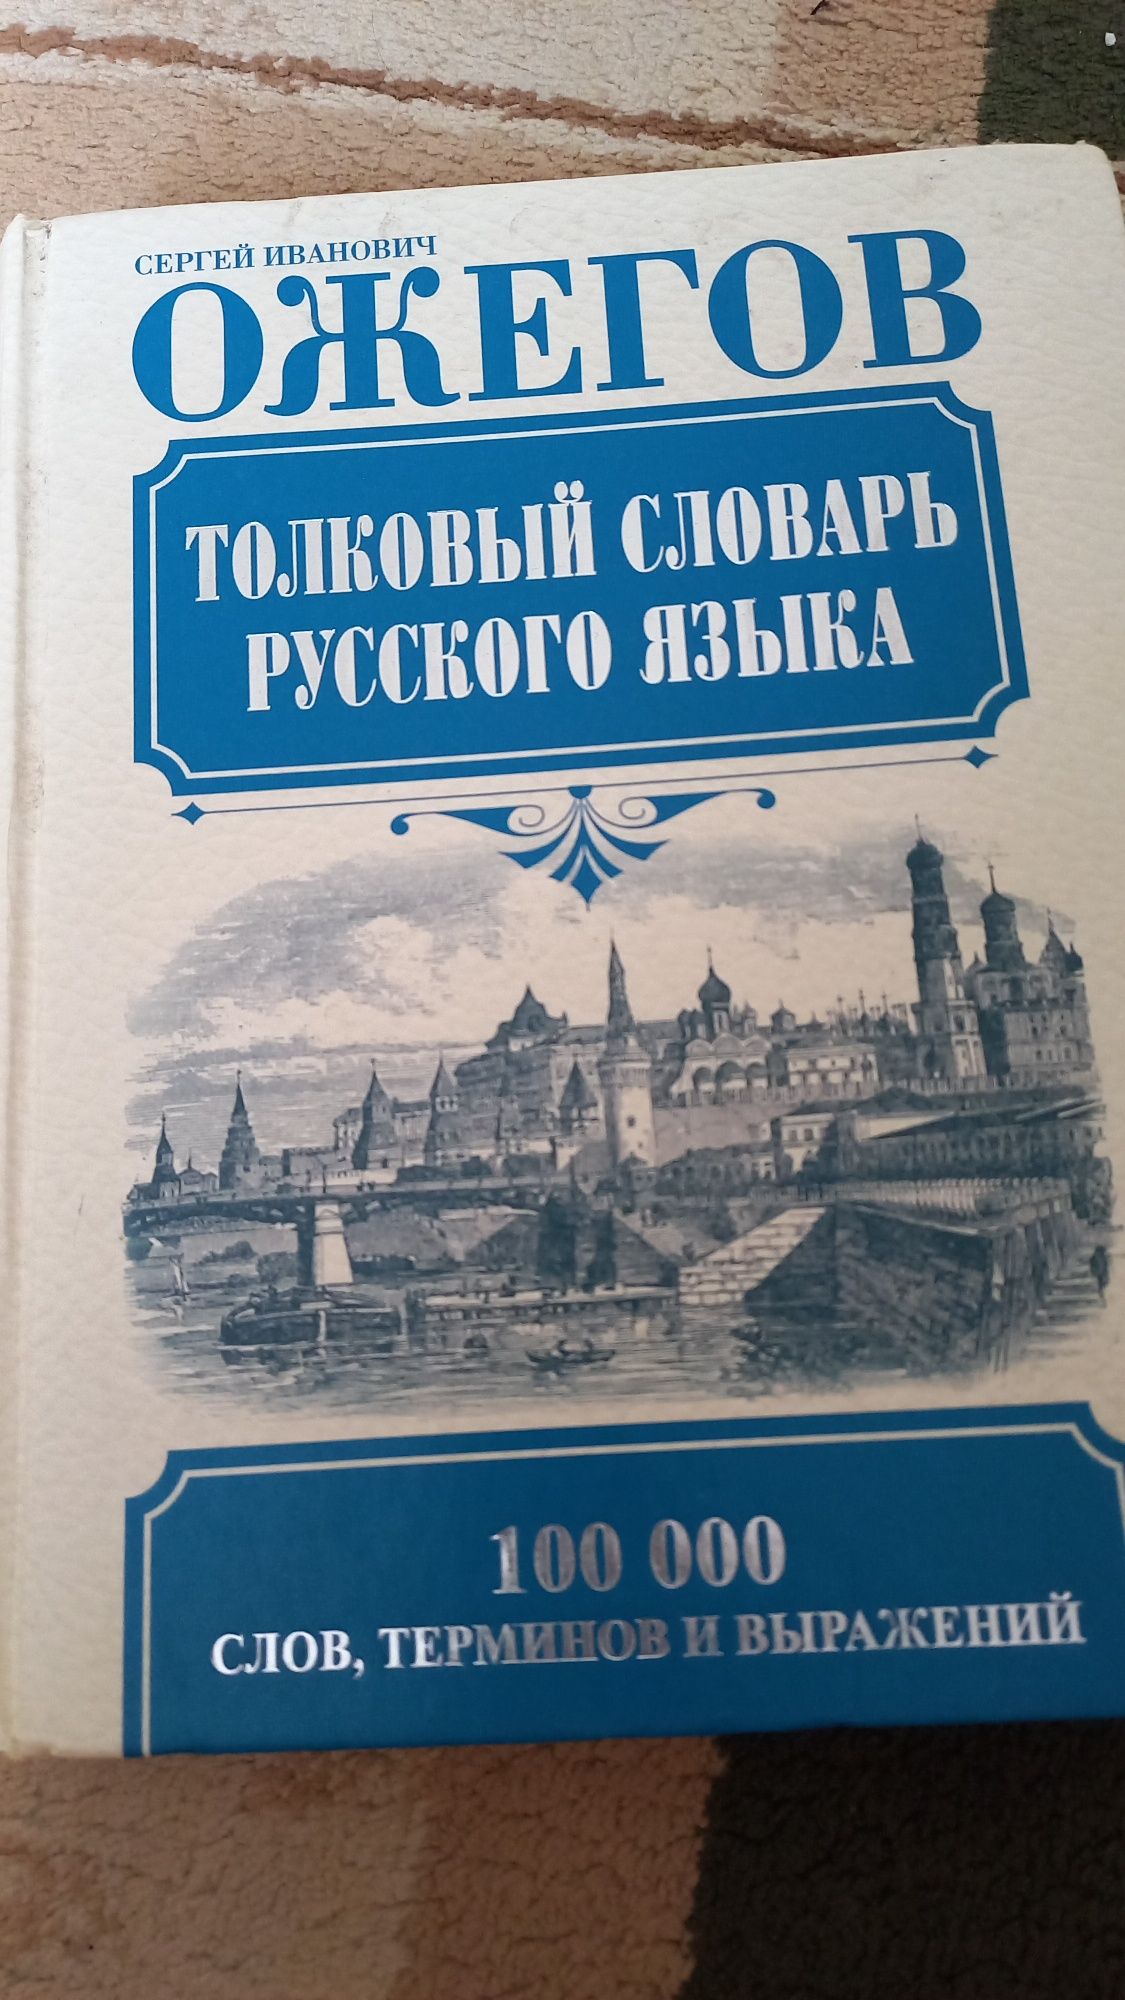 СЕРГЕЙ ИВАНОВИЧ
ОЖЕГОВ
ТОЛКОВЫЙ СЛОВАРЬ
РУССКОГО ЯЗЫКА
100 000
СЛОВ, ТЕРМИНОВ И ВЫРАЖЕНИЙ